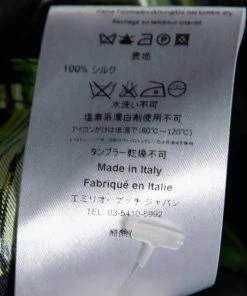 Keine Trommeltrocknung
Séchage en tambour interdit
表地
100% シルク
水洗い不可
塩素系漂白剤使用不可
アイロンがけは低温で(80℃~120℃)
タンブラー乾燥不可
Made in Italy
Fabriqué en Italie
エミリオ・プッチ ジャパン
TEL 03-5410-8992